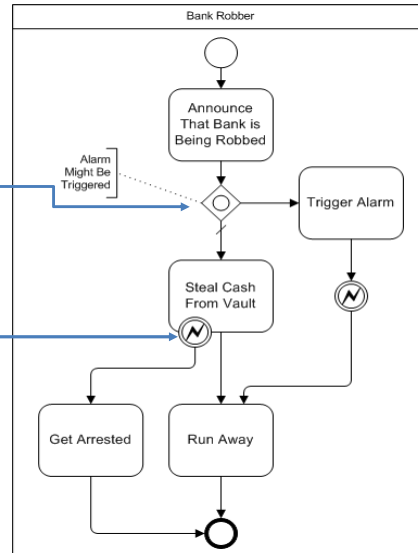 Bank Robber
Announce
That Bank is
Being Robbed
Alarm
Might Be
Triggered
Trigger Alarm
Steal Cash
From Vault
Get Arrested
Run Away